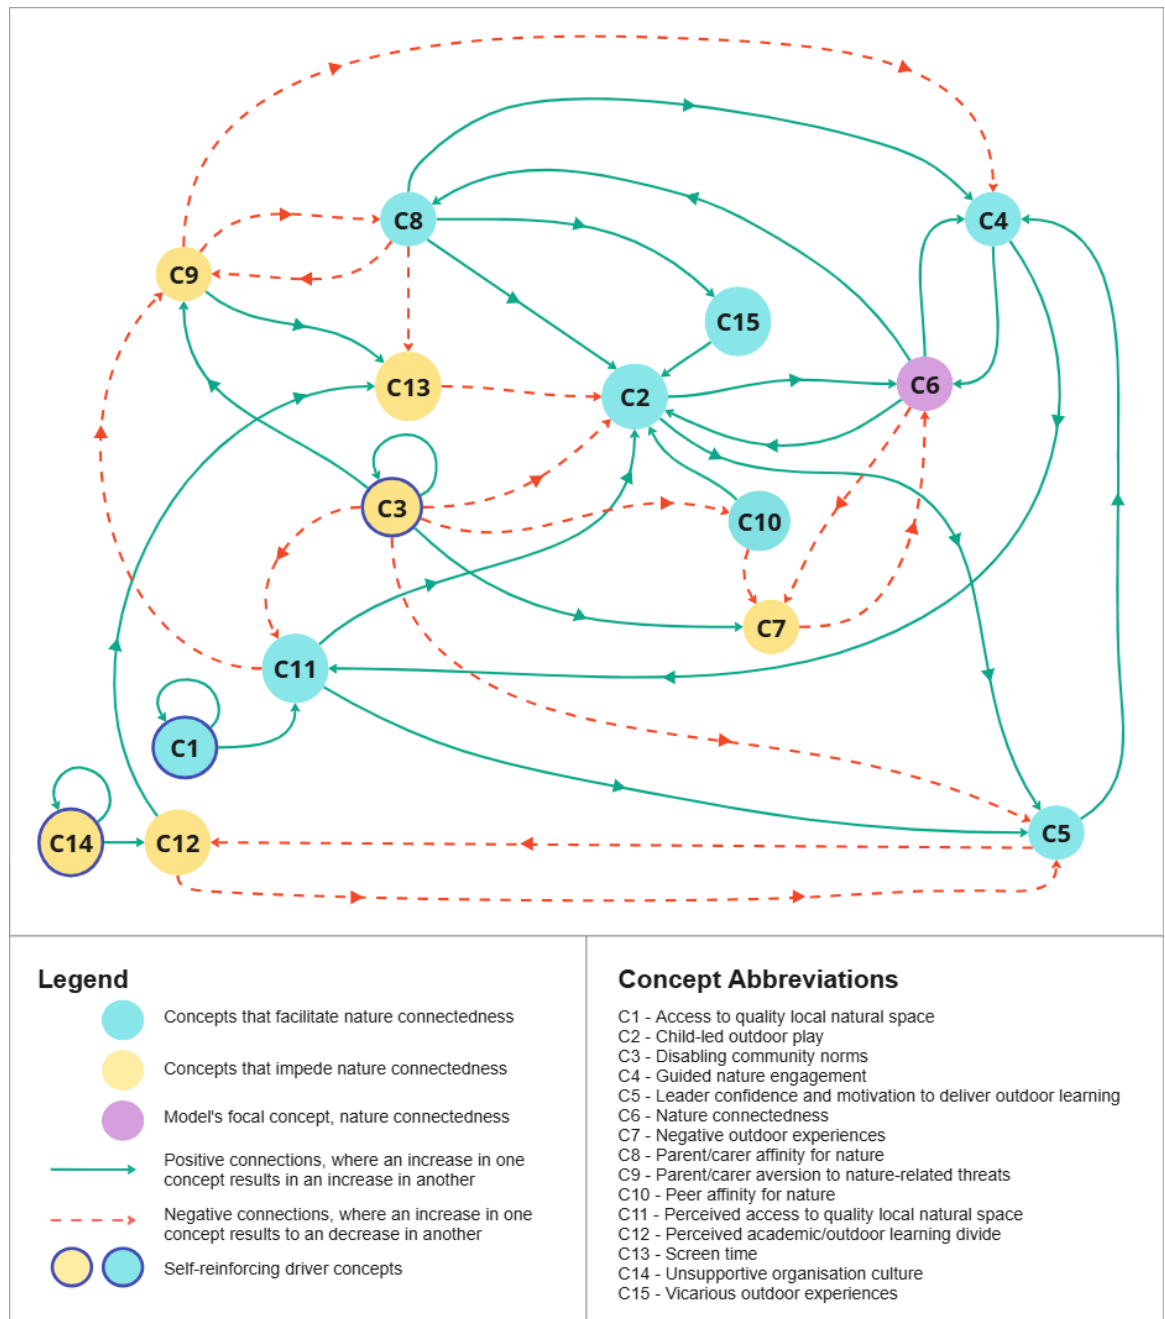 C8
C4
C9
C15
C13
C2
C6
C3
C10
C7
C11
C1
C14
C12
C5
Legend
Concepts that facilitate nature connectedness
Concepts that impede nature connectedness
Model's focal concept, nature connectedness
Positive connections, where an increase in one
concept results in an increase in another
Negative connections, where an increase in one
concept results to an decrease in another
Self-reinforcing driver concepts
Concept Abbreviations
C1 - Access to quality local natural space
C2 - Child-led outdoor play
C3 - Disabling community norms
C4 - Guided nature engagement
C5 - Leader confidence and motivation to deliver outdoor learning
C6 - Nature connectedness
C7 - Negative outdoor experiences
C8 - Parent/carer affinity for nature
C9 - Parent/carer aversion to nature-related threats
C10 - Peer affinity for nature
C11 - Perceived access to quality local natural space
C12 - Perceived academic/outdoor learning divide
C13 - Screen time
C14 - Unsupportive organisation culture
C15 - Vicarious outdoor experiences